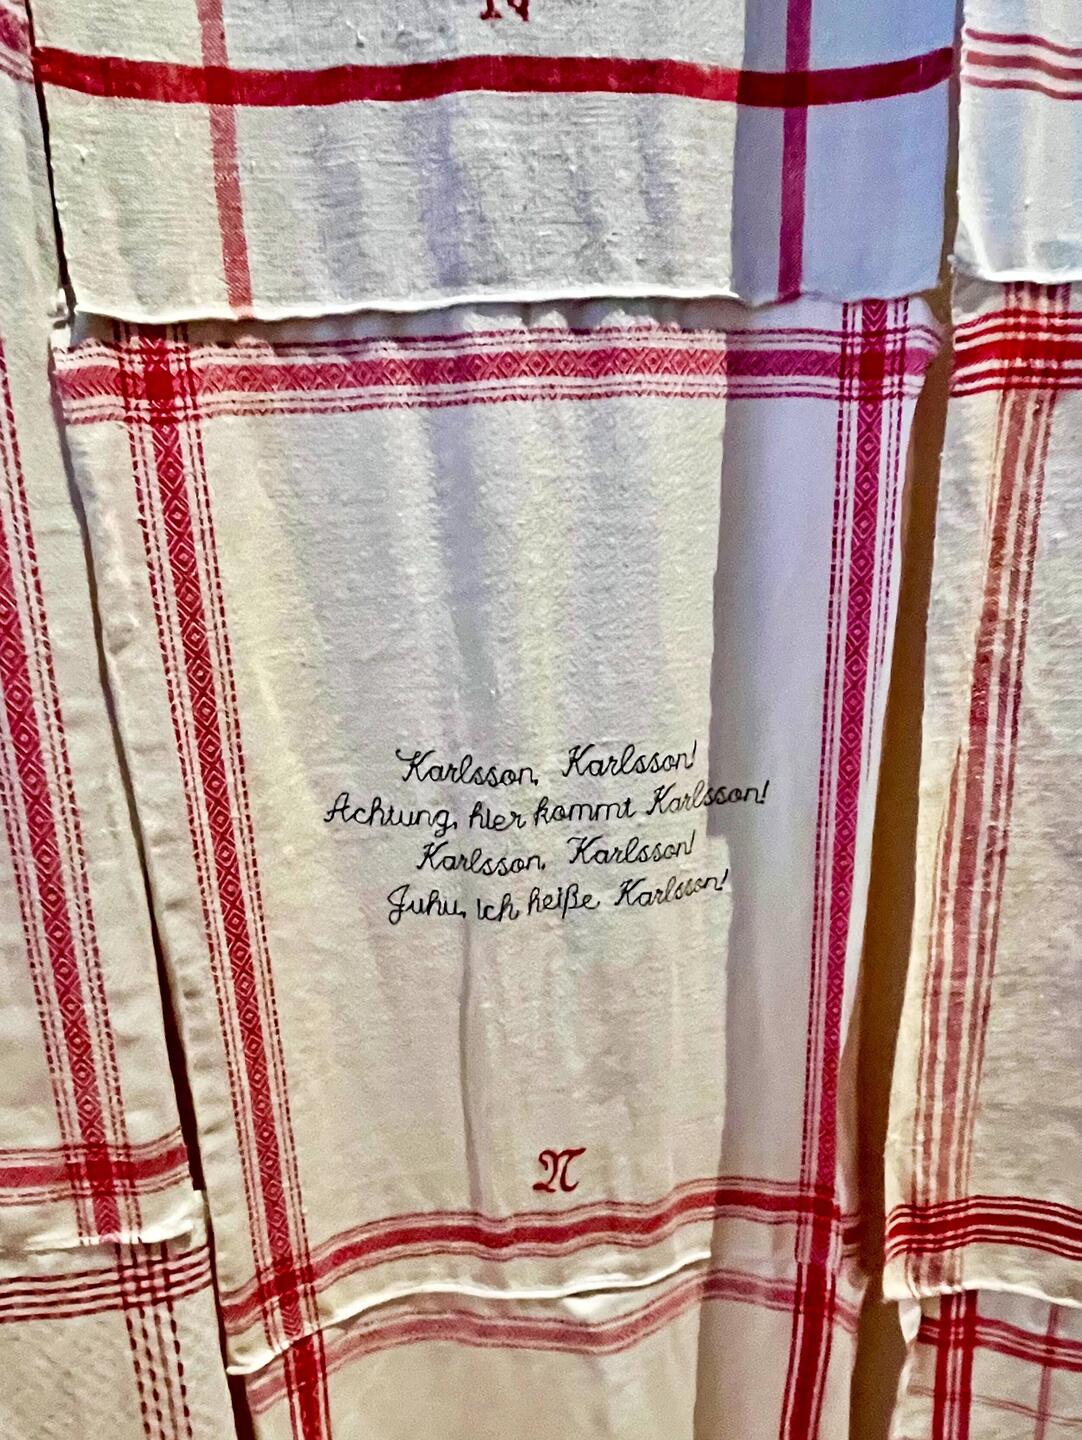 N
Karlsson, Karlsson!
Achtung, hier kommt Karlsson!
Karlsson, Karlsson!
Juhu, ich heiße Karlsson!
N